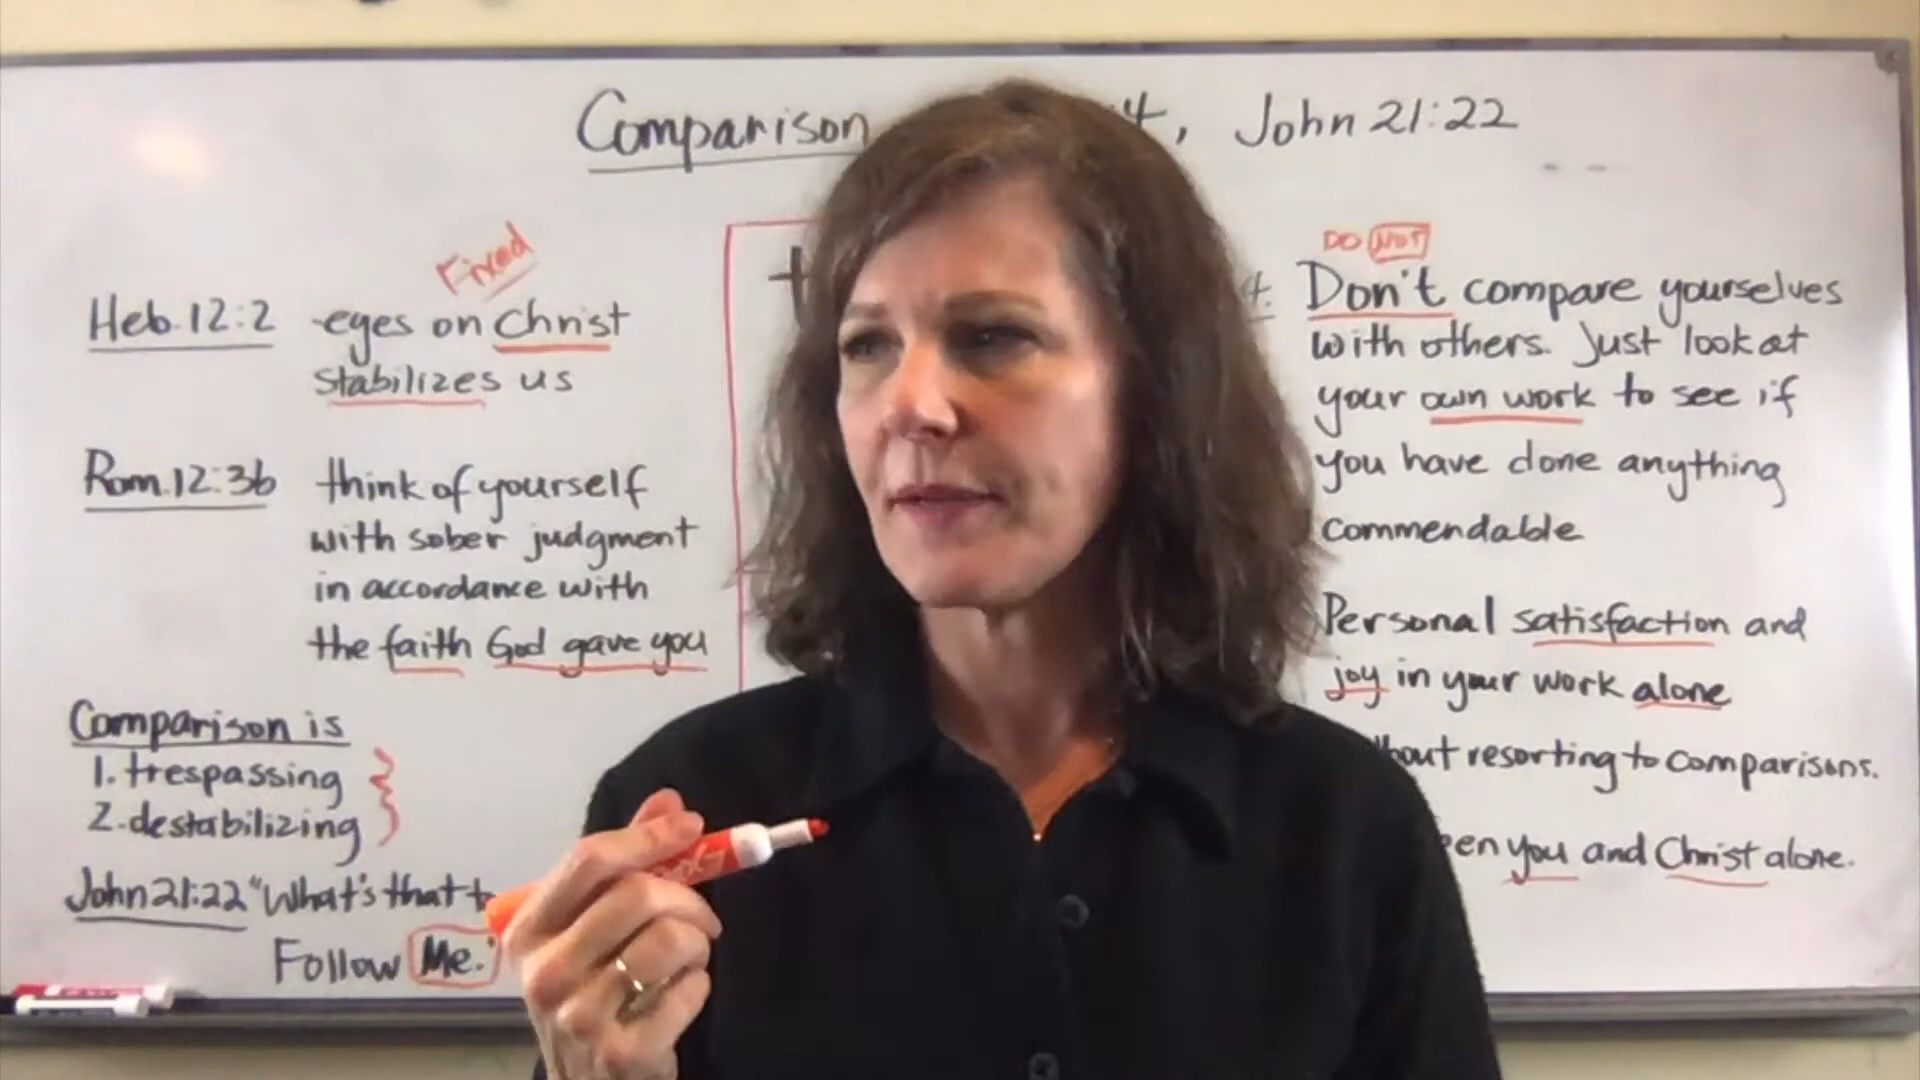 Comparison 4, John 21:22
Fixed
Heb. 12:2 eyes on Christ
stabilizes us
Rom. 12:3b think of yourself
with sober judgment
in accordance with
the faith God gave you
Comparison is
1. trespassing
2. destabilizing
John 21:22 "What's that
Follow Me."
DO NOT
4. Don't compare yourselves
with others. Just look at
your own work to see if
you have done anything
commendable
Personal satisfaction and
joy in your work alone
out resorting to comparisons.
en you and Christ alone.